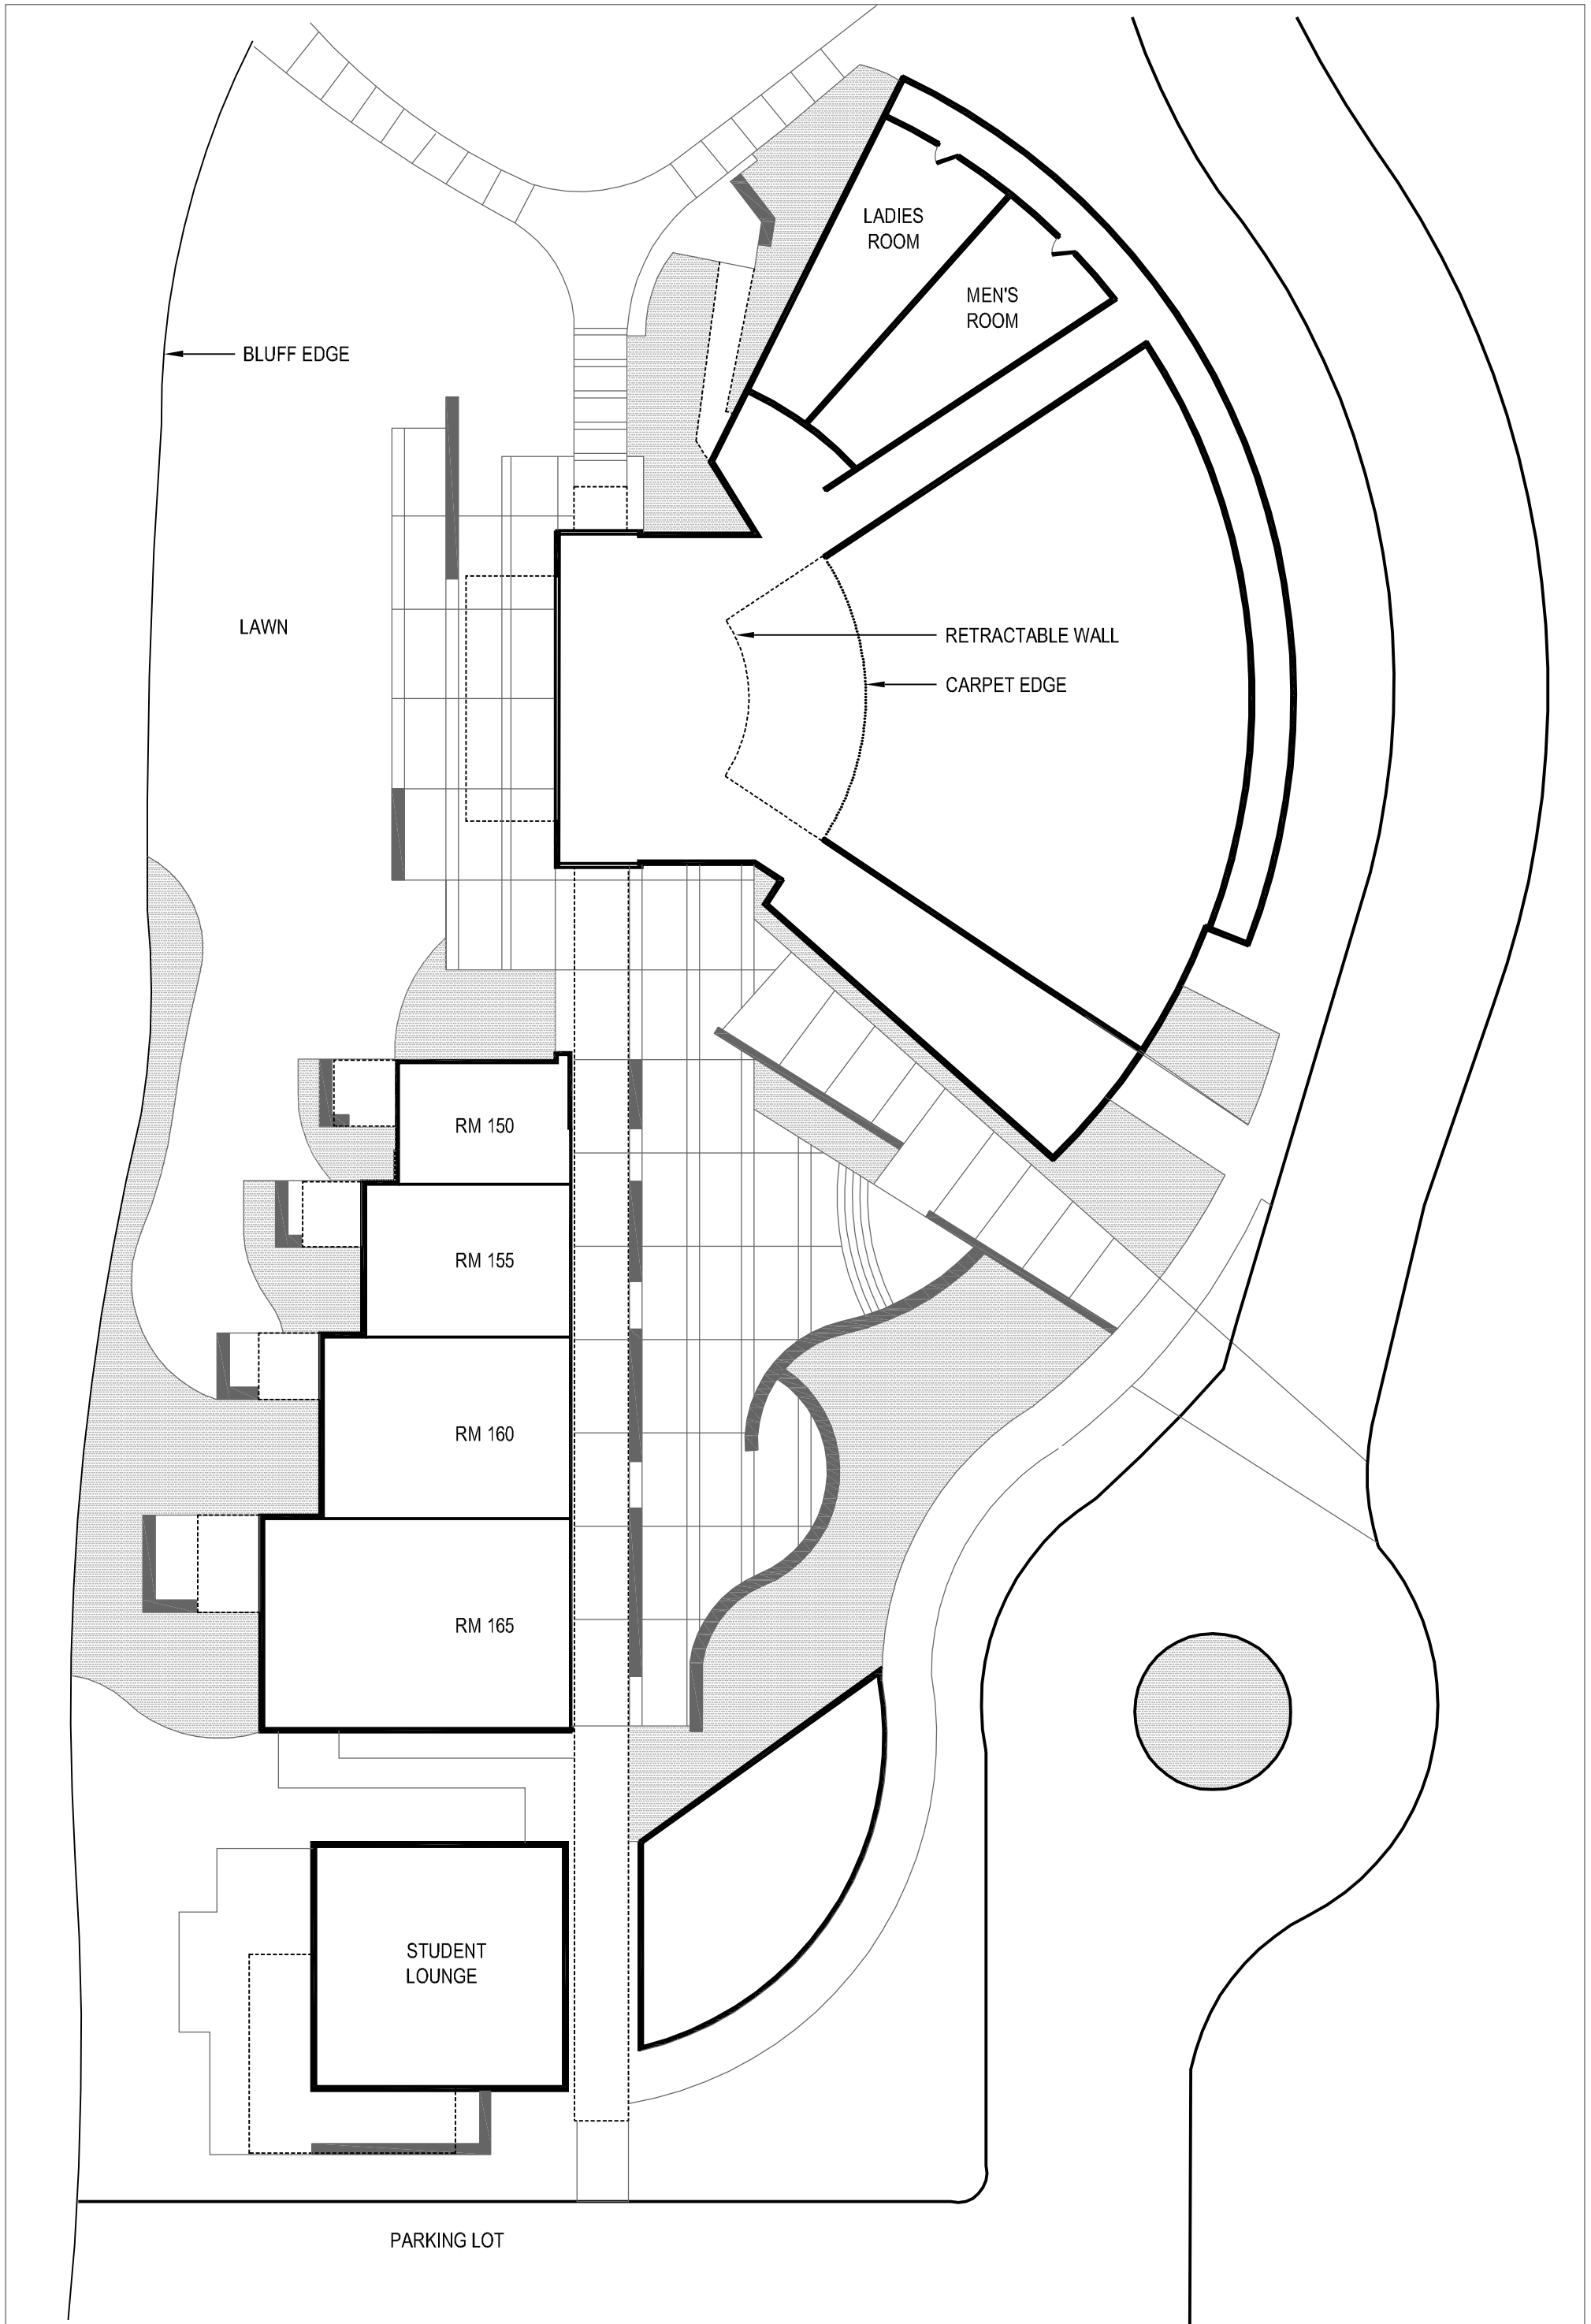 LADIES
ROOM
MEN'S
ROOM
BLUFF EDGE
LAWN
RETRACTABLE WALL
CARPET EDGE
RM 150
RM 155
RM 160
RM 165
STUDENT
LOUNGE
PARKING LOT